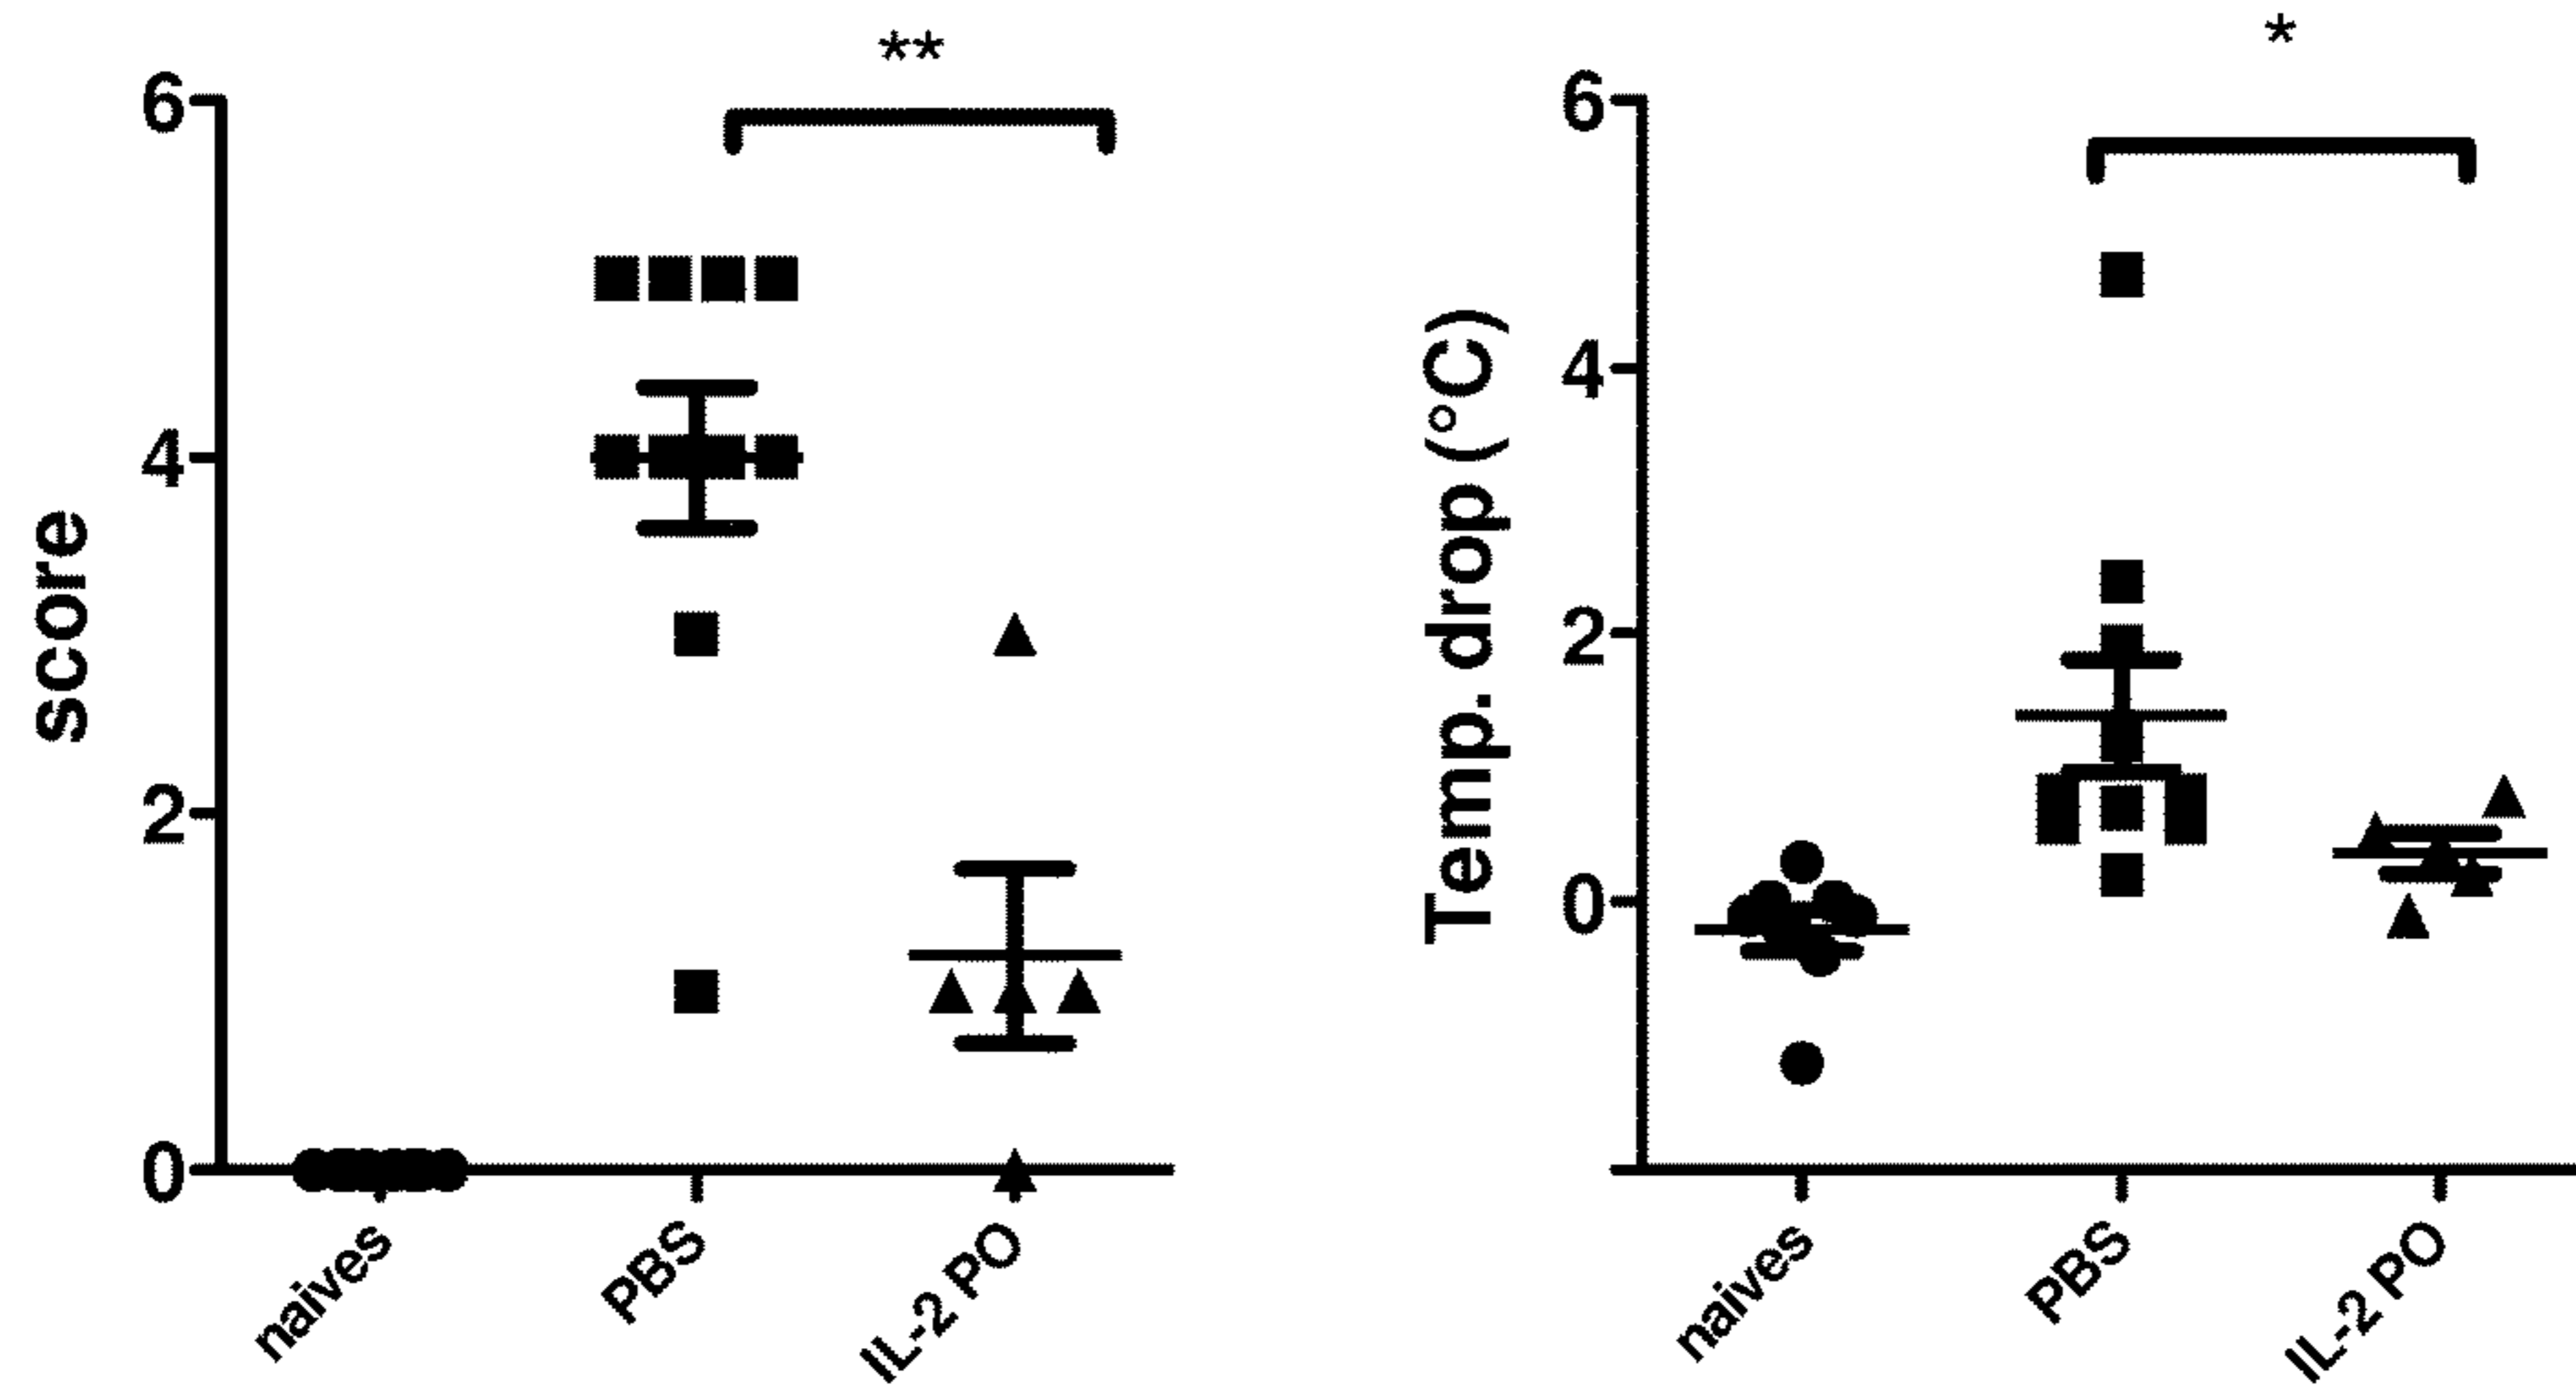 **
6
4
2
0
score
naives
PBS
IL-2 PO
*
6
4
2
0
Temp. drop (°C)
naives
PBS
IL-2 PO